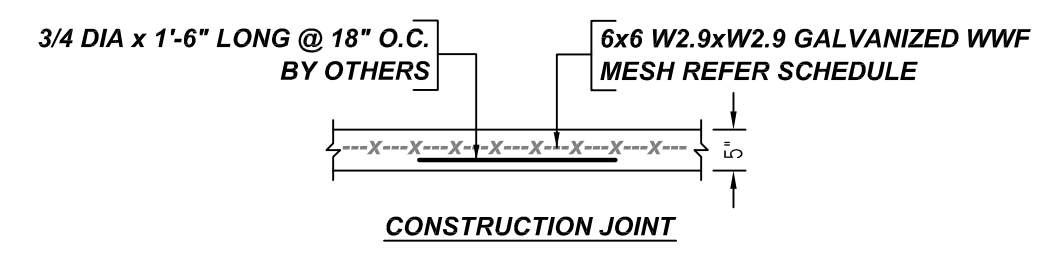 3/4 DIA x 1'-6" LONG @ 18" O.C.
BY OTHERS
6x6 W2.9xW2.9 GALVANIZED WWF
MESH REFER SCHEDULE
---X---X---X---X---X---X---X---X---
5"
CONSTRUCTION JOINT